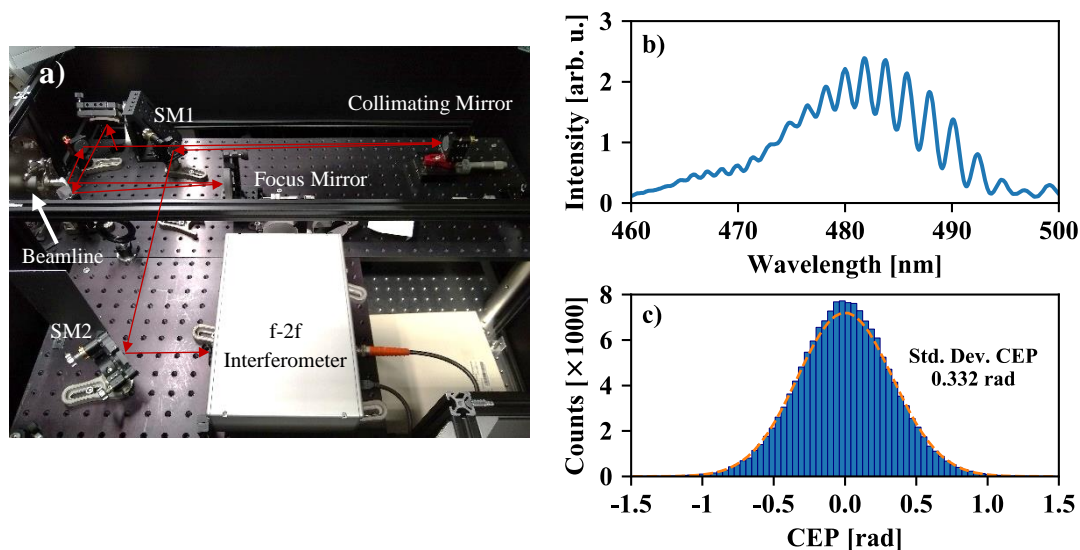 a)
SM1
Collimating Mirror
Focus Mirror
Beamline
SM2
f-2f
Interferometer
b)
Intensity [arb. u.]
3
2
1
0
460 470 480 490 500
Wavelength [nm]
c)
Counts [×1000]
8
6
4
2
0
Std. Dev. CEP
0.332 rad
-1.5 -1 -0.5 0.0 0.5 1.0 1.5
CEP [rad]